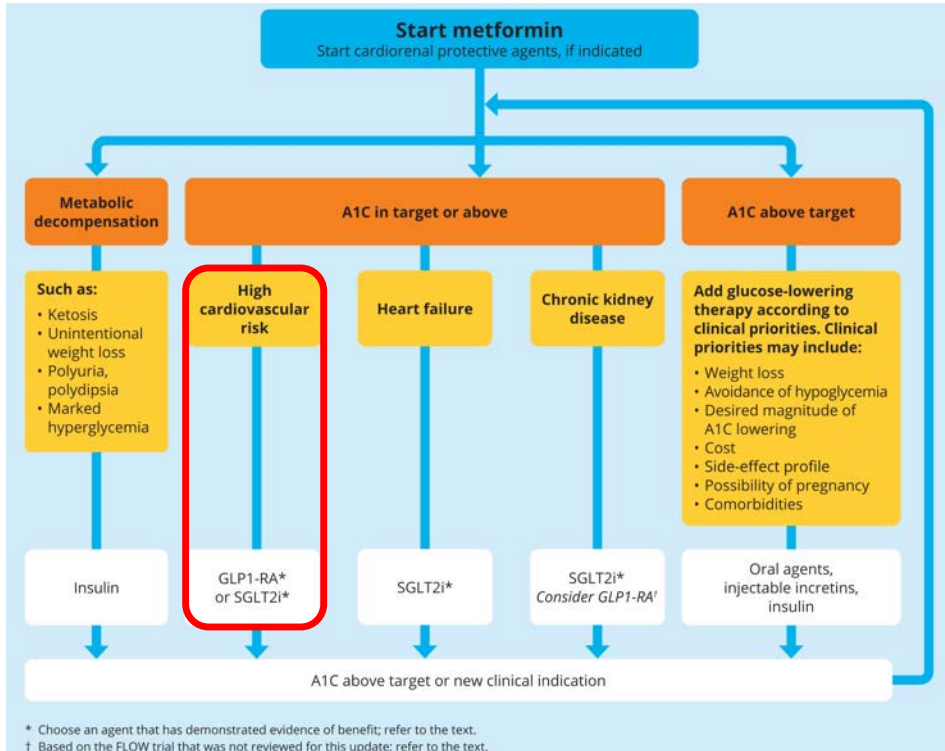 Start metformin
Start cardiorenal protective agents, if indicated
Metabolic
decompensation
A1C in target or above
A1C above target
Such as:
• Ketosis
• Unintentional
weight loss
• Polyuria,
polydipsia
• Marked
hyperglycemia
High
cardiovascular
risk
Heart failure
Chronic kidney
disease
Add glucose-lowering
therapy according to
clinical priorities. Clinical
priorities may include:
• Weight loss
• Avoidance of hypoglycemia
• Desired magnitude of
A1C lowering
• Cost
• Side-effect profile
• Possibility of pregnancy
• Comorbidities
Insulin
GLP1-RA*
or SGLT2i*
SGLT2i*
SGLT2i*
Consider GLP1-RA†
Oral agents,
injectable incretins,
insulin
A1C above target or new clinical indication
* Choose an agent that has demonstrated evidence of benefit; refer to the text.
† Based on the FLOW trial that was not reviewed for this update; refer to the text.